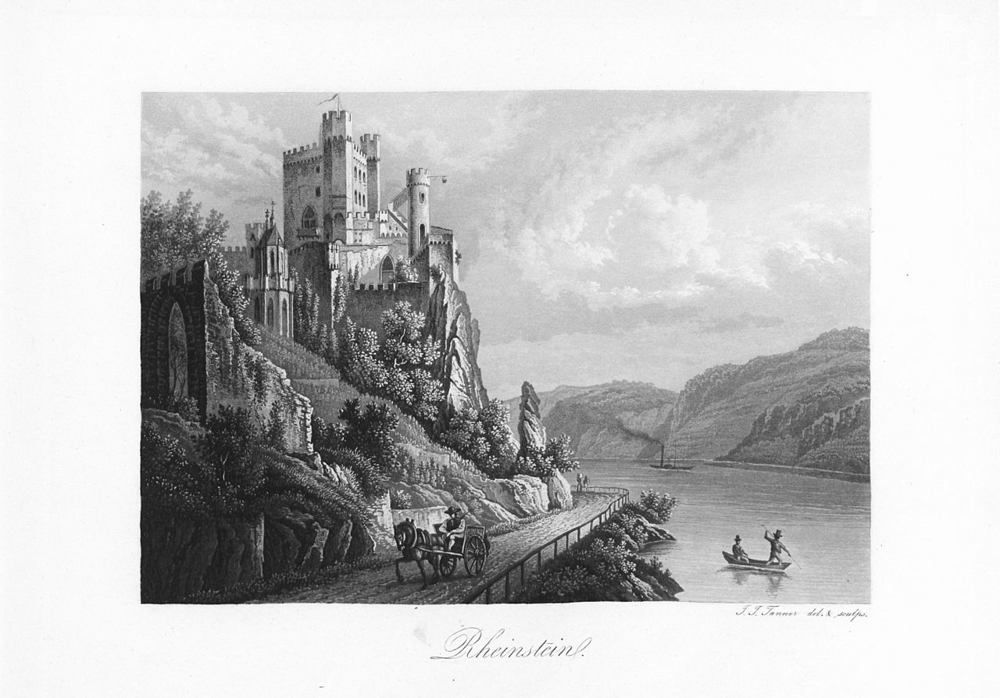 J. J. Tanner del. & sculps.
Rheinstein.